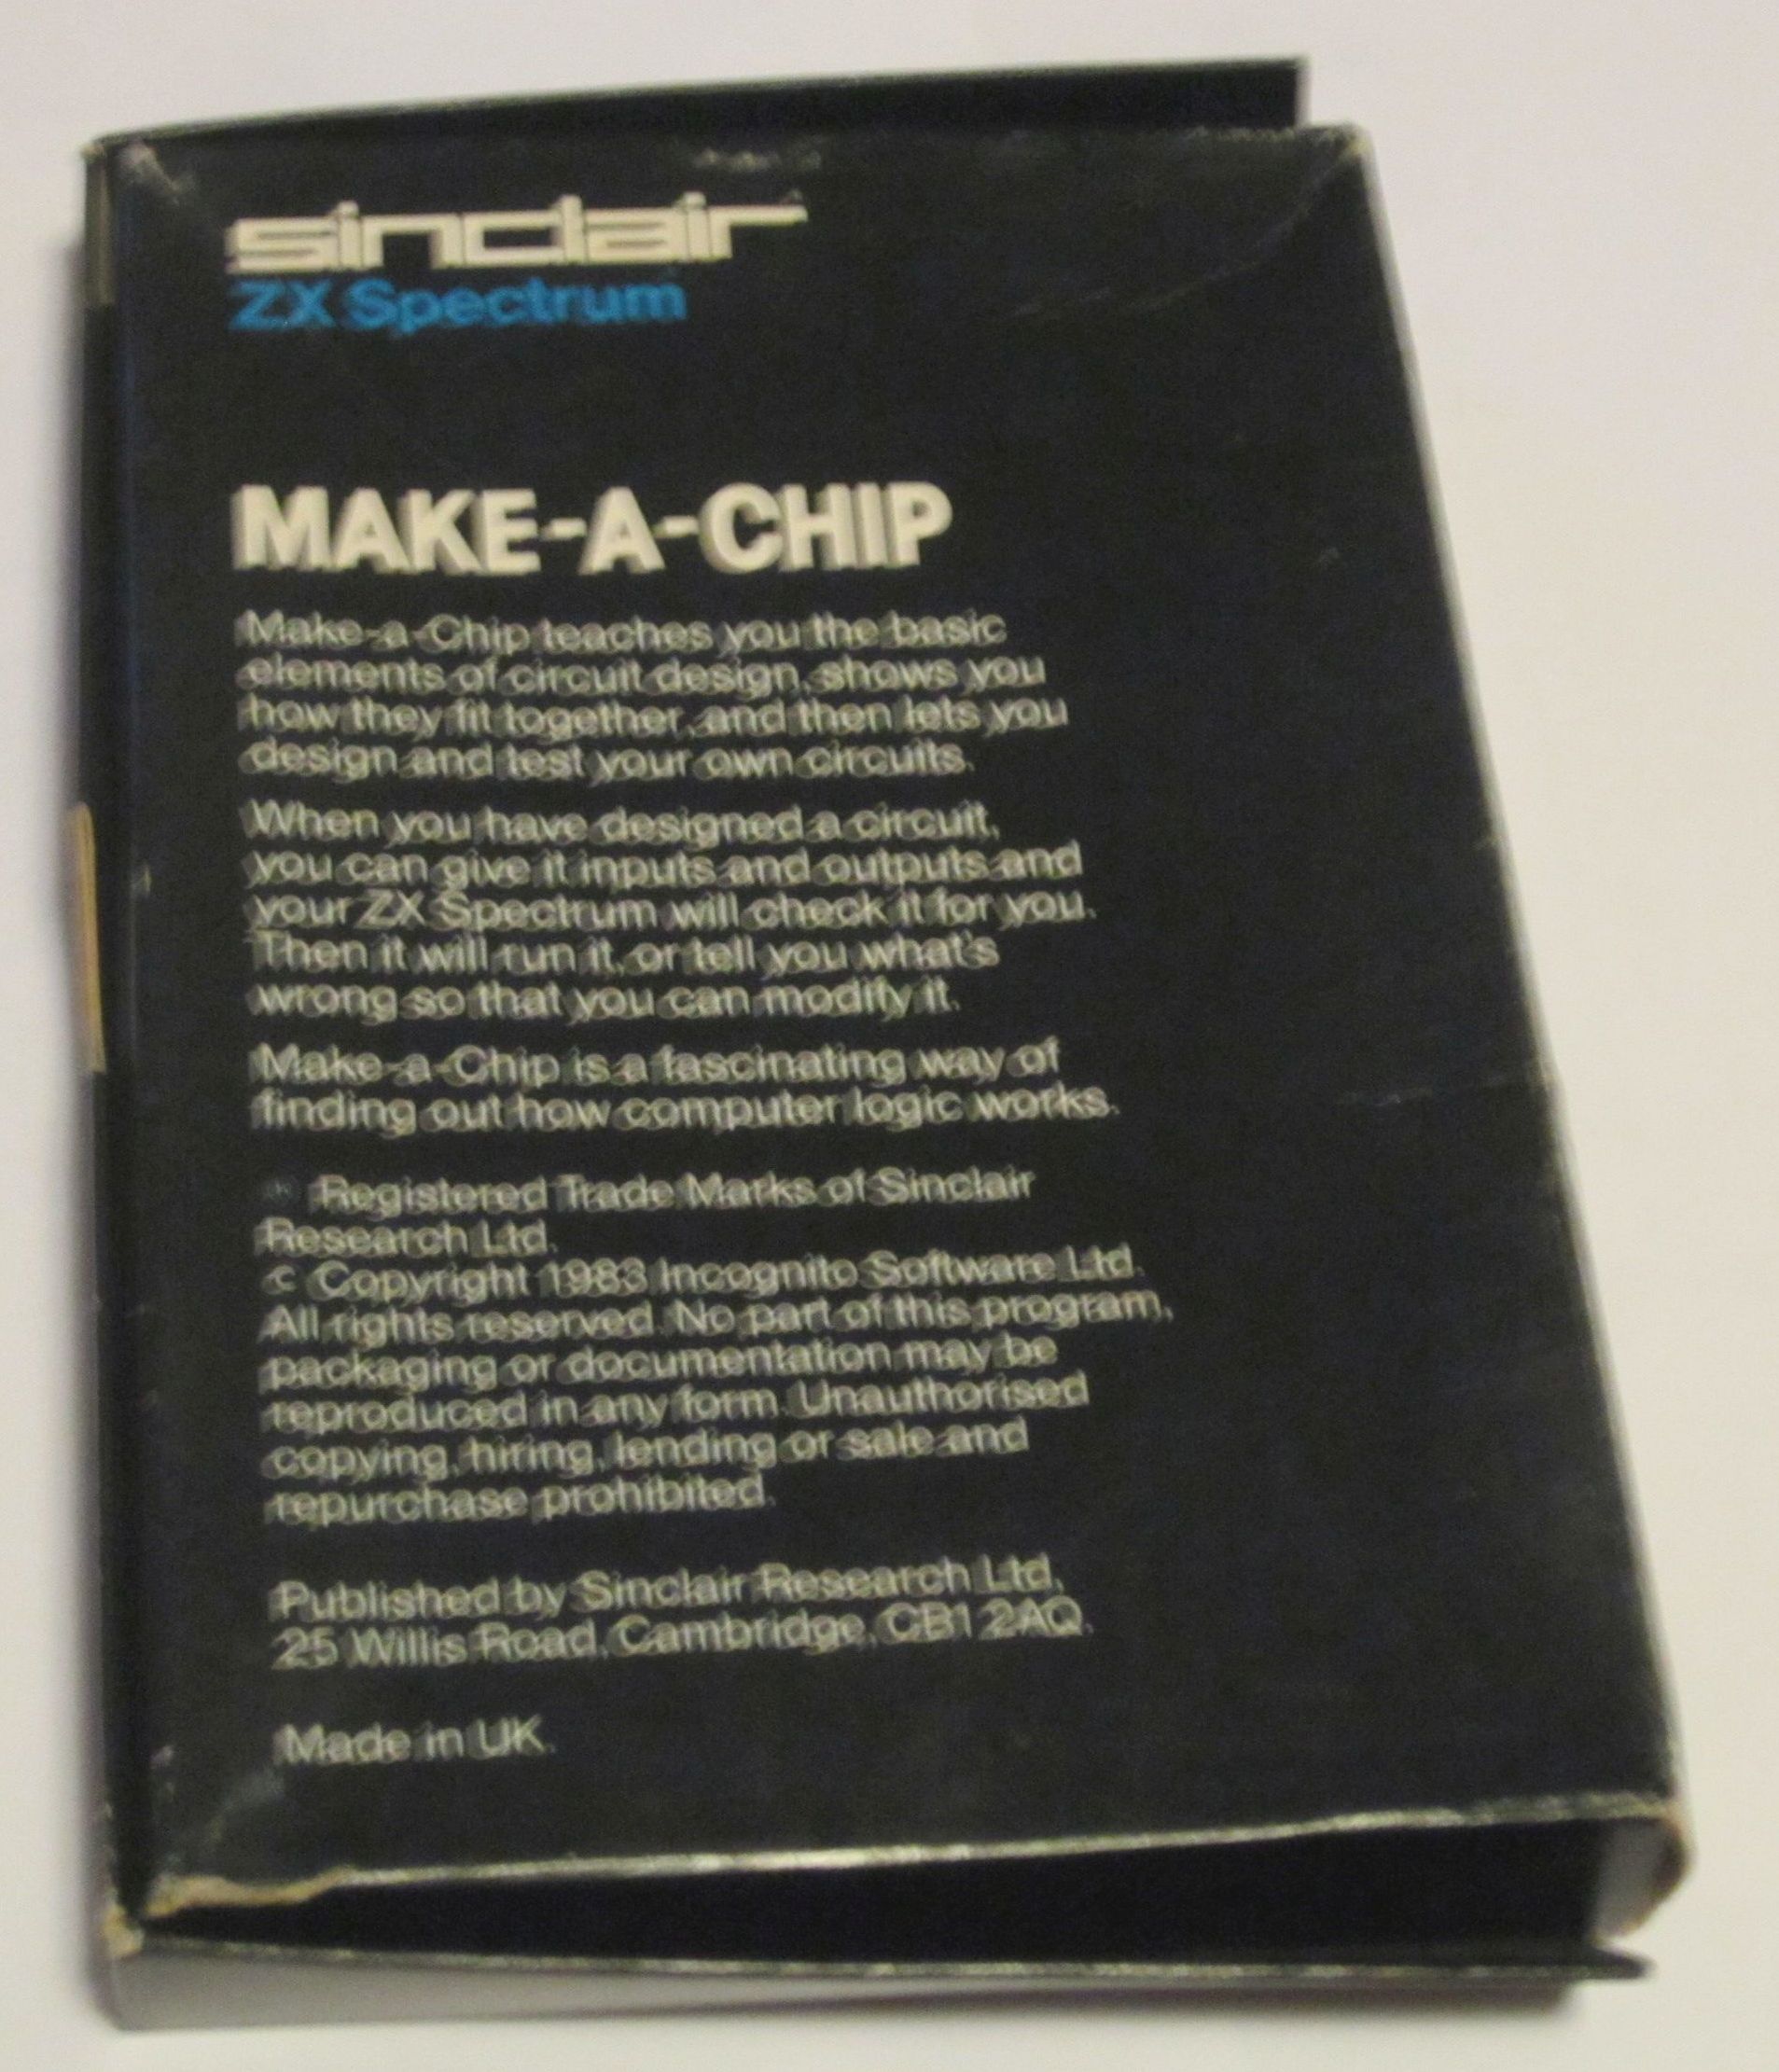 sinclair
ZX Spectrum
MAKE-A-CHIP
Make-a-Chip teaches you the basic
elements of circuit design, shows you
how they fit together, and then lets you
design and test your own circuits.
When you have designed a circuit,
you can give it inputs and outputs and
your ZX Spectrum will check it for you.
Then it will run it, or tell you what's
wrong so that you can modify it.
Make-a-Chip is a fascinating way of
finding out how computer logic works.
Registered Trade Marks of Sinclair
Research Ltd.
© Copyright 1983 Incognito Software Ltd.
All rights reserved. No part of this program,
packaging or documentation may be
reproduced in any form. Unauthorised
copying, hiring, lending or sale and
repurchase prohibited.
Published by Sinclair Research Ltd,
25 Willis Road, Cambridge, CB1 2AQ.
Made in UK.